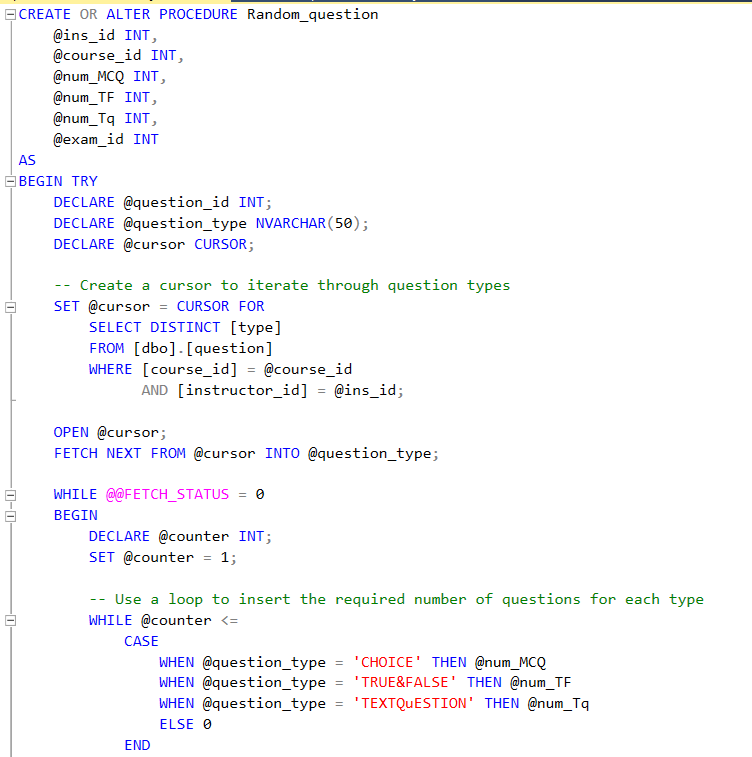 CREATE OR ALTER PROCEDURE Random_question
    @ins_id INT,
    @course_id INT,
    @num_MCQ INT,
    @num_TF INT,
    @num_Tq INT,
    @exam_id INT
AS
BEGIN TRY
    DECLARE @question_id INT;
    DECLARE @question_type NVARCHAR(50);
    DECLARE @cursor CURSOR;

    -- Create a cursor to iterate through question types
    SET @cursor = CURSOR FOR
        SELECT DISTINCT [type]
        FROM [dbo].[question]
        WHERE [course_id] = @course_id
              AND [instructor_id] = @ins_id;

    OPEN @cursor;
    FETCH NEXT FROM @cursor INTO @question_type;

    WHILE @@FETCH_STATUS = 0
    BEGIN
        DECLARE @counter INT;
        SET @counter = 1;

        -- Use a loop to insert the required number of questions for each type
        WHILE @counter <=
            CASE
                WHEN @question_type = 'CHOICE' THEN @num_MCQ
                WHEN @question_type = 'TRUE&FALSE' THEN @num_TF
                WHEN @question_type = 'TEXTQuESTION' THEN @num_Tq
                ELSE 0
            END